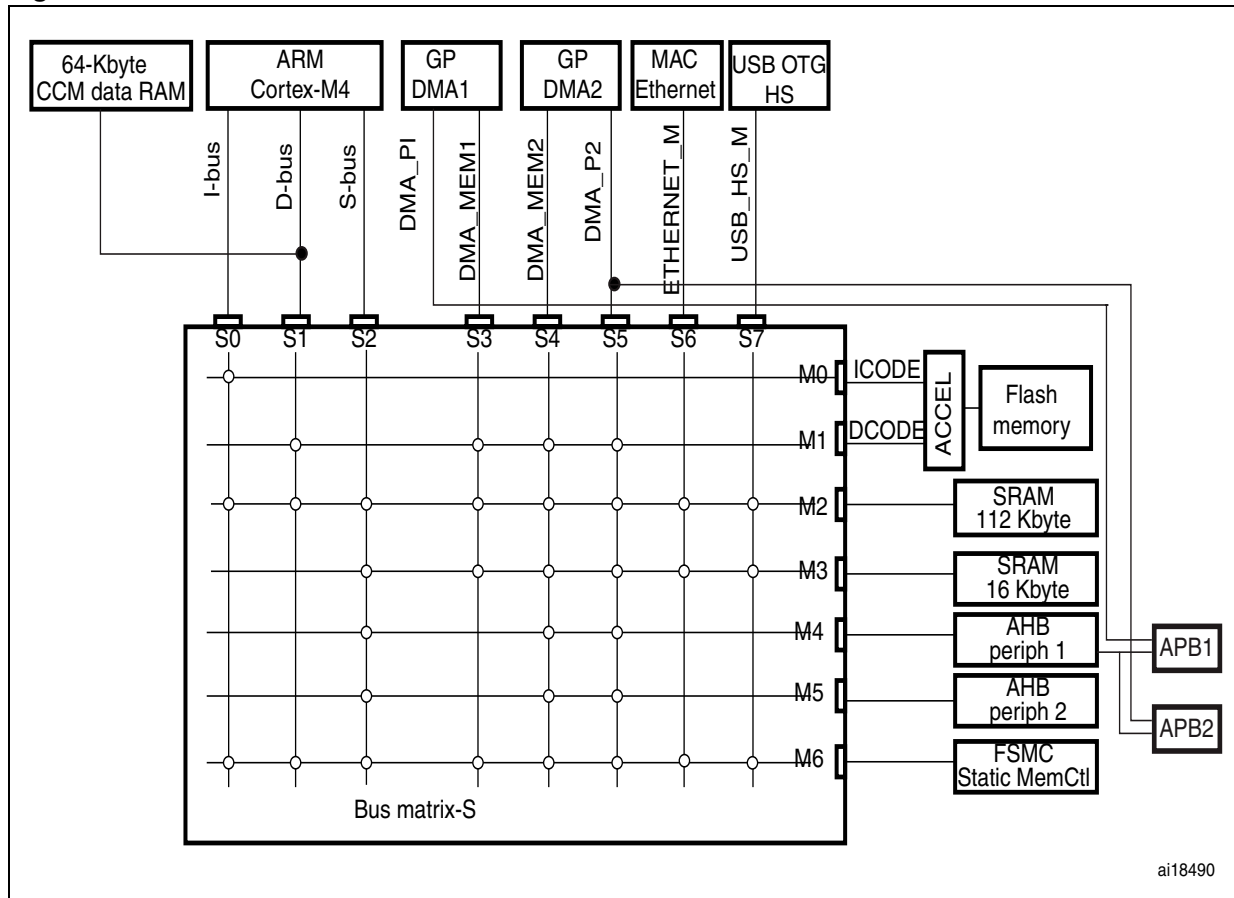 64-Kbyte
CCM data RAM
ARM
Cortex-M4
GP
DMA1
GP
DMA2
MAC
Ethernet
USB OTG
HS
I-bus
D-bus
S-bus
DMA_PI
DMA_MEM1
DMA_MEM2
DMA_P2
ETHERNET_M
USB_HS_M
S0
S1
S2
S3
S4
S5
S6
S7
M0
ICODE
M1
DCODE
ACCEL
Flash
memory
M2
SRAM
112 Kbyte
M3
SRAM
16 Kbyte
M4
AHB
periph 1
APB1
M5
AHB
periph 2
APB2
M6
FSMC
Static MemCtl
Bus matrix-S
ai18490